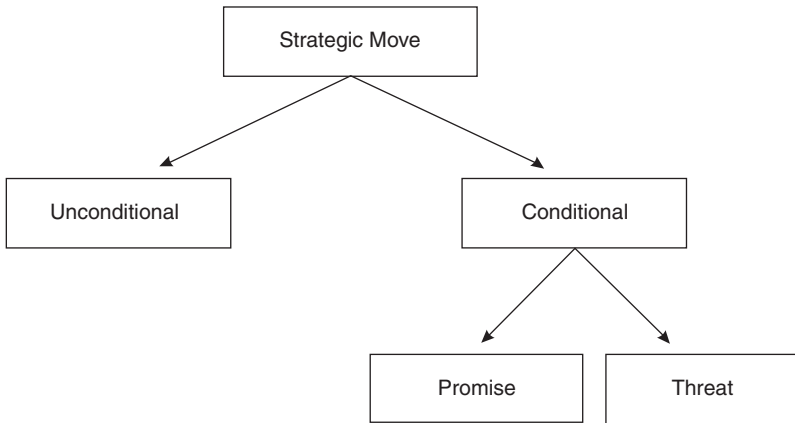 Strategic Move
Unconditional
Conditional
Promise
Threat